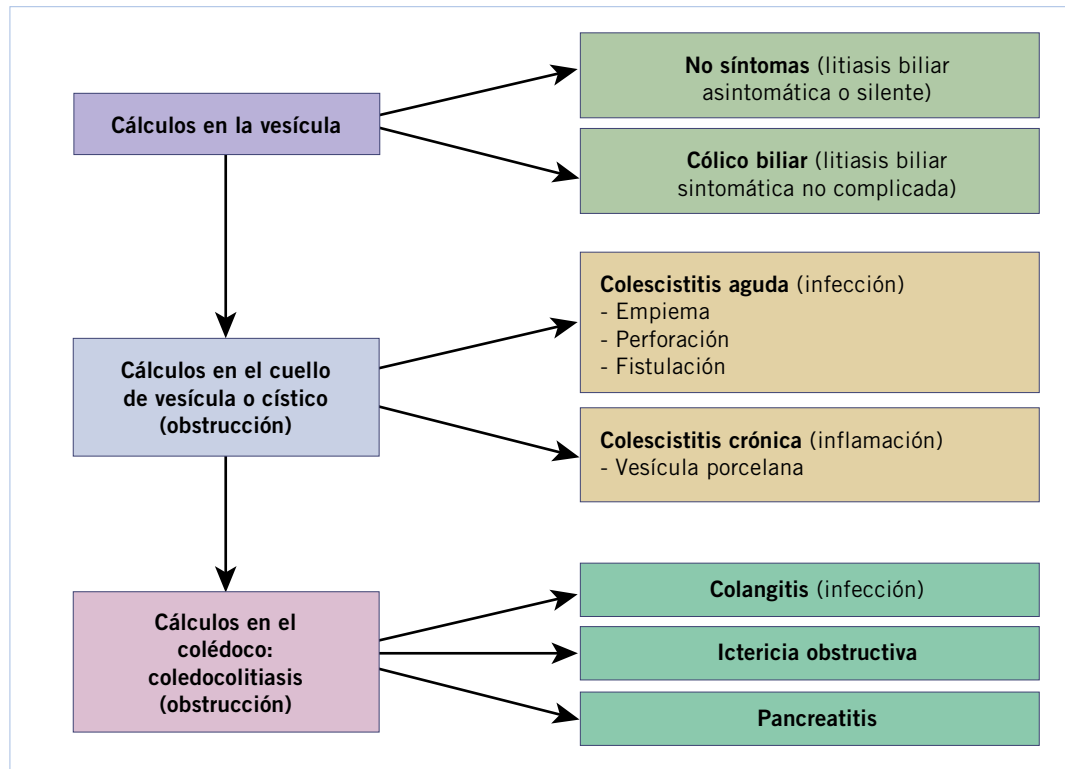 Cálculos en la vesícula
No síntomas (litiasis biliar
asintomática o silente)
Cólico biliar (litiasis biliar
sintomática no complicada)
Cálculos en el cuello
de vesícula o cístico
(obstrucción)
Colescistitis aguda (infección)
- Empiema
- Perforación
- Fistulación
Colescistitis crónica (inflamación)
- Vesícula porcelana
Cálculos en el
colédoco:
coledocolitiasis
(obstrucción)
Colangitis (infección)
Ictericia obstructiva
Pancreatitis